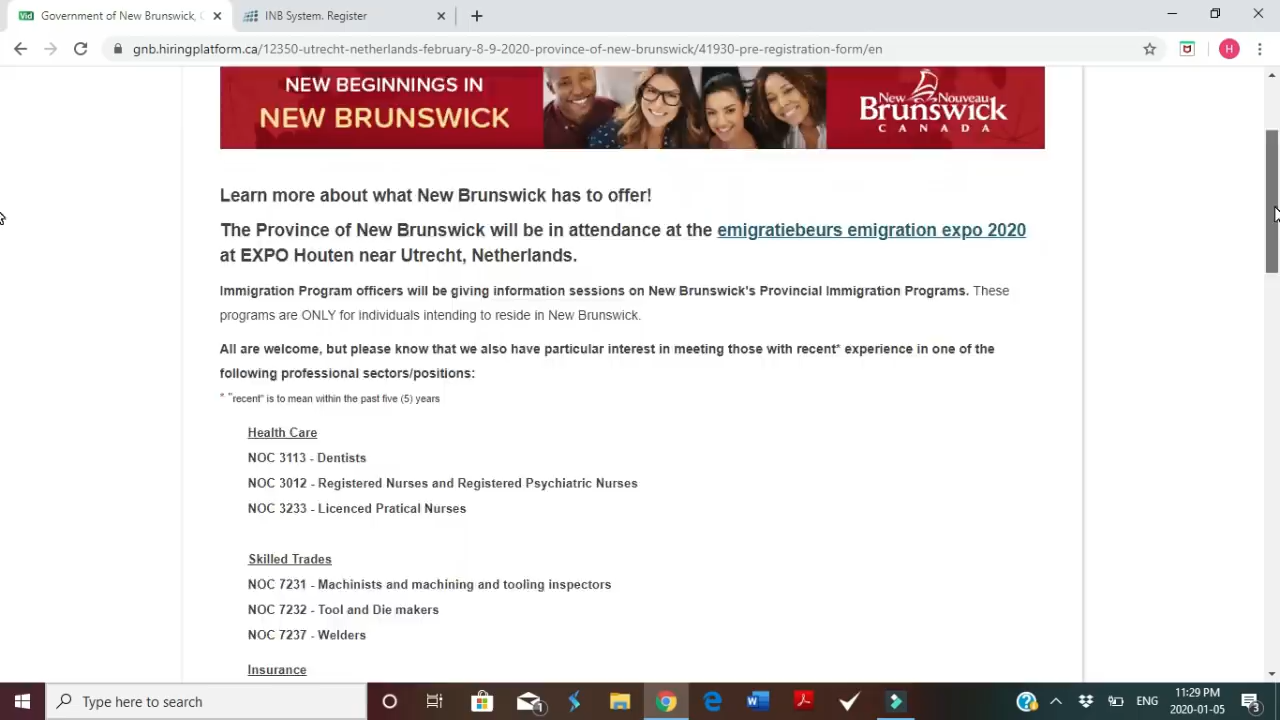 Government of New Brunswick, C
INB System. Register
gnb.hiringplatform.ca/12350-utrecht-netherlands-february-8-9-2020-province-of-new-brunswick/41930-pre-registration-form/en
H
NEW BEGINNINGS IN
NEW BRUNSWICK
New Nouveau
Brunswick
CANADA
Learn more about what New Brunswick has to offer!
The Province of New Brunswick will be in attendance at the emigratiebeurs emigration expo 2020
at EXPO Houten near Utrecht, Netherlands.
Immigration Program officers will be giving information sessions on New Brunswick's Provincial Immigration Programs. These
programs are ONLY for individuals intending to reside in New Brunswick.
All are welcome, but please know that we also have particular interest in meeting those with recent* experience in one of the
following professional sectors/positions:
* "recent" is to mean within the past five (5) years
Health Care
NOC 3113 - Dentists
NOC 3012 - Registered Nurses and Registered Psychiatric Nurses
NOC 3233 - Licenced Pratical Nurses
Skilled Trades
NOC 7231 - Machinists and machining and tooling inspectors
NOC 7232 - Tool and Die makers
NOC 7237 - Welders
Insurance
Type here to search
1
ENG
11:29 PM
2020-01-05
3